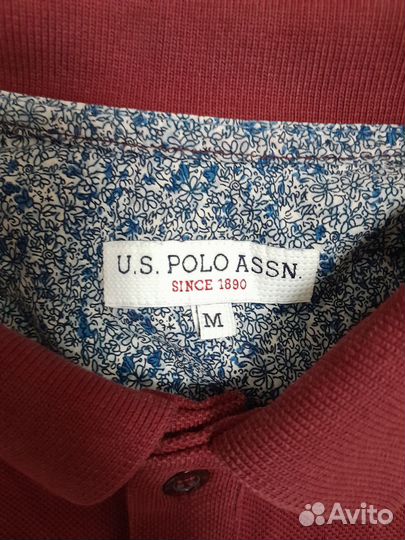 U.S. POLO ASSN.
SINCE 1890
M
Avito